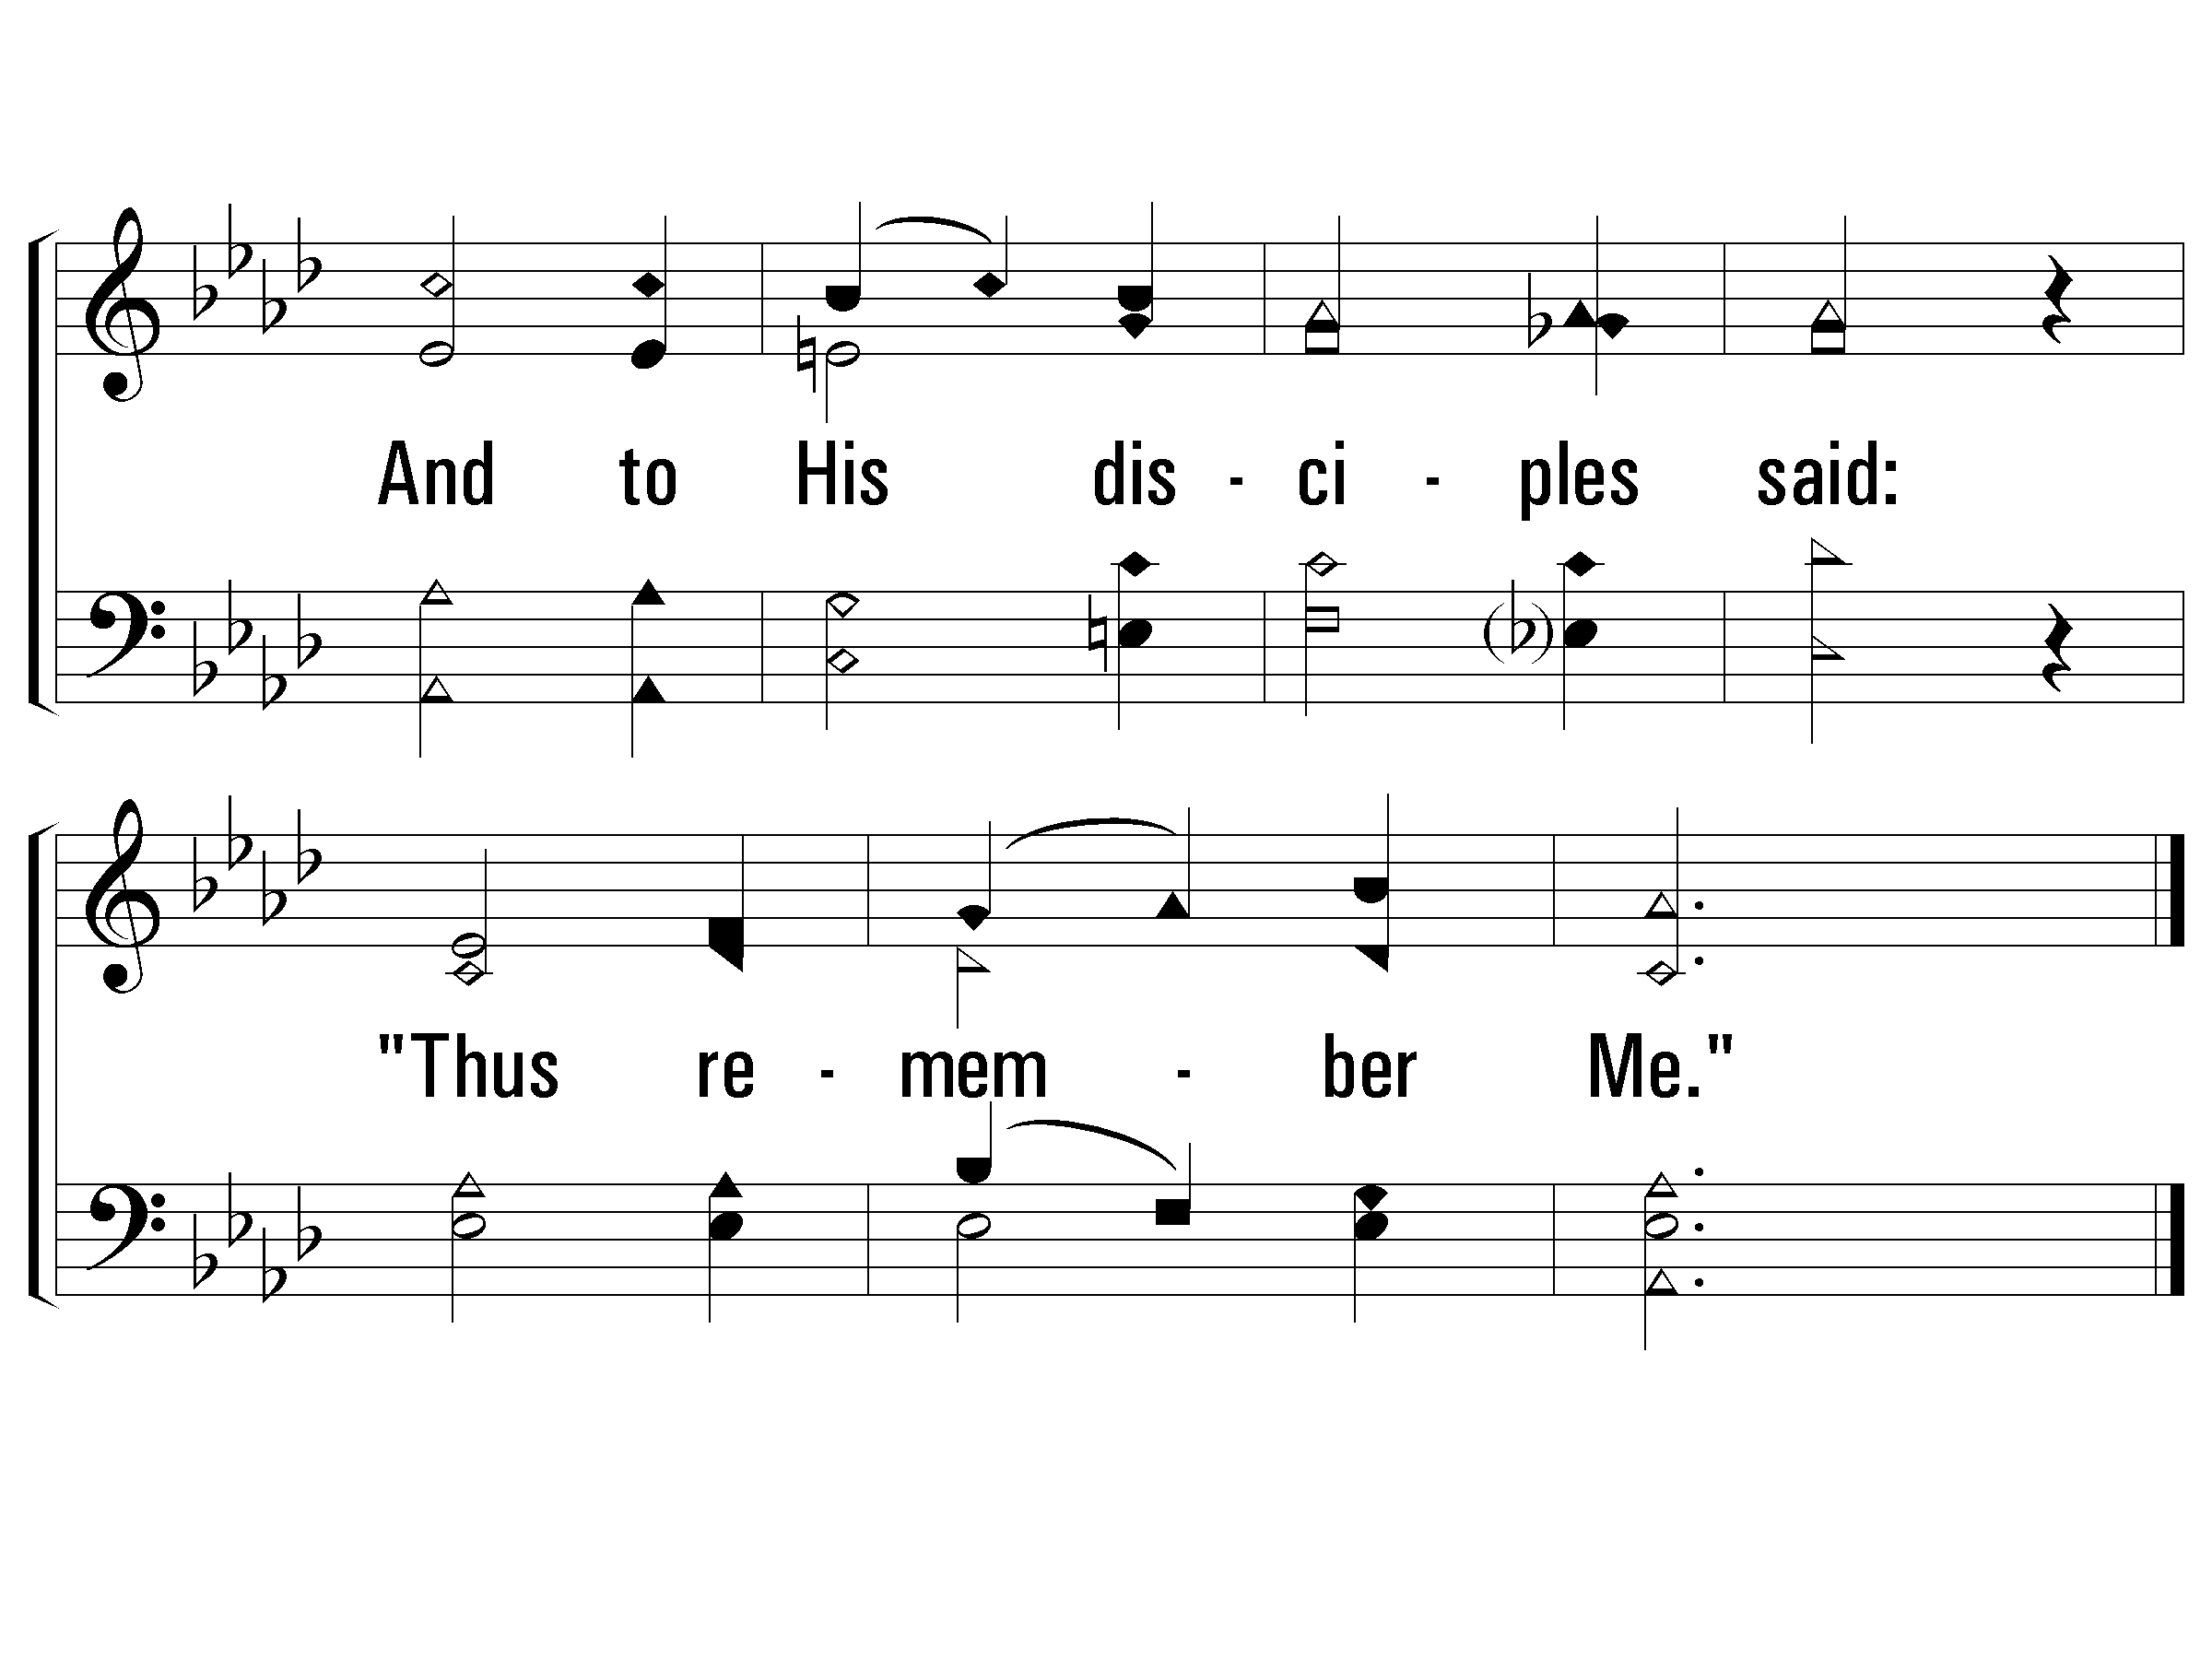 And to His dis - ci - ples said:
"Thus re - mem - ber Me."